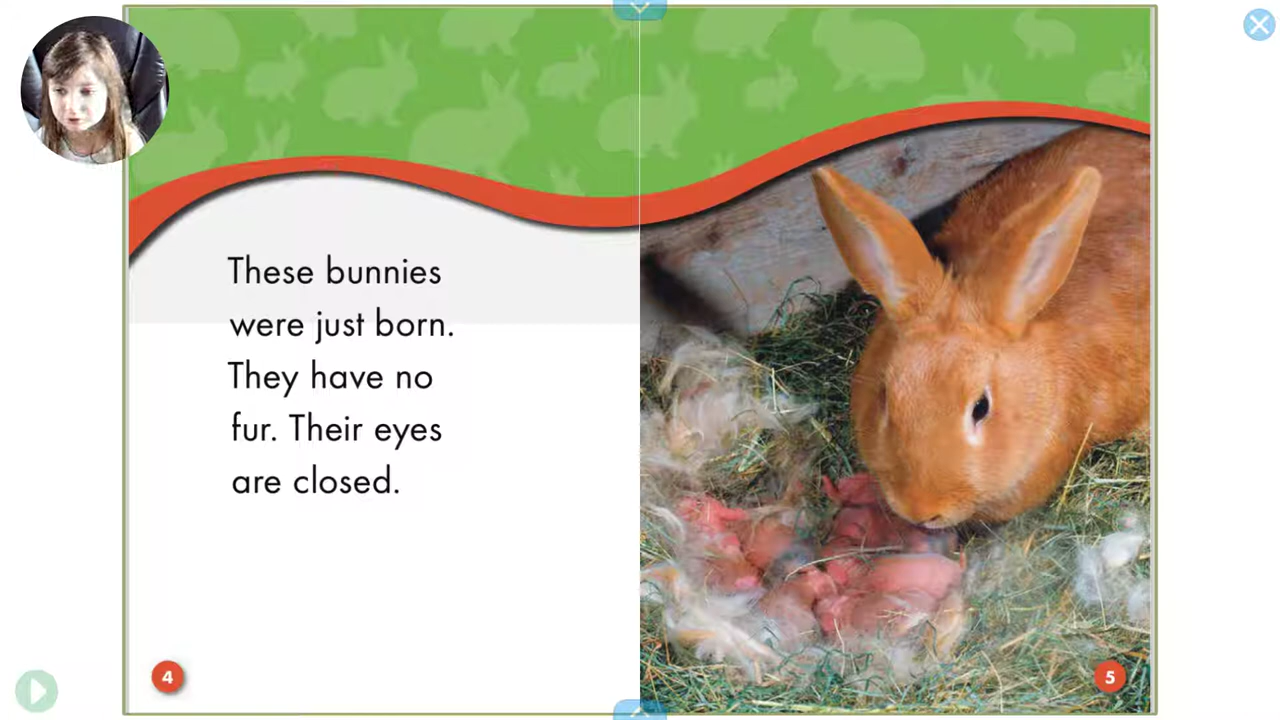 These bunnies
were just born.
They have no
fur. Their eyes
are closed.
4
5